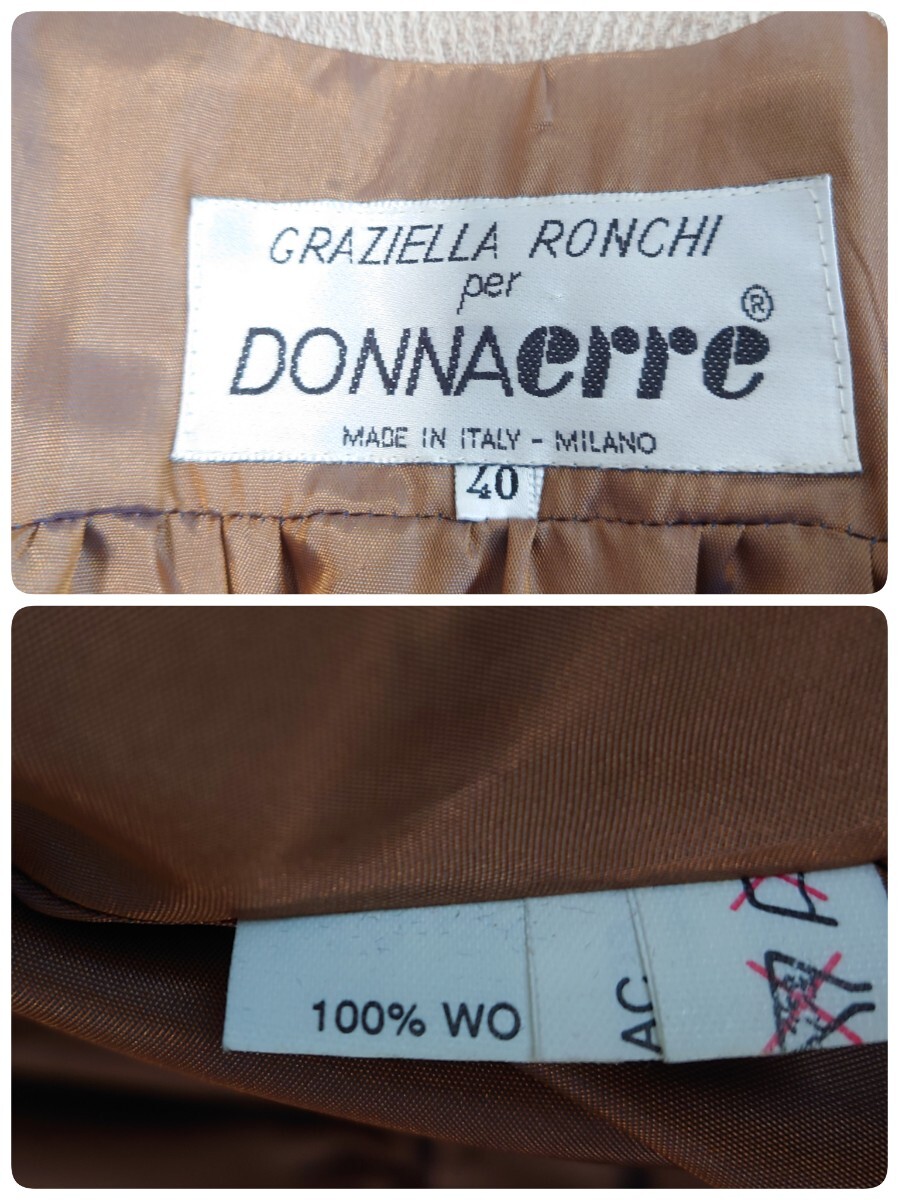 GRAZIELLA RONCHI
per
DONNAerre®
MADE IN ITALY - MILANO
40
100% WO
AC